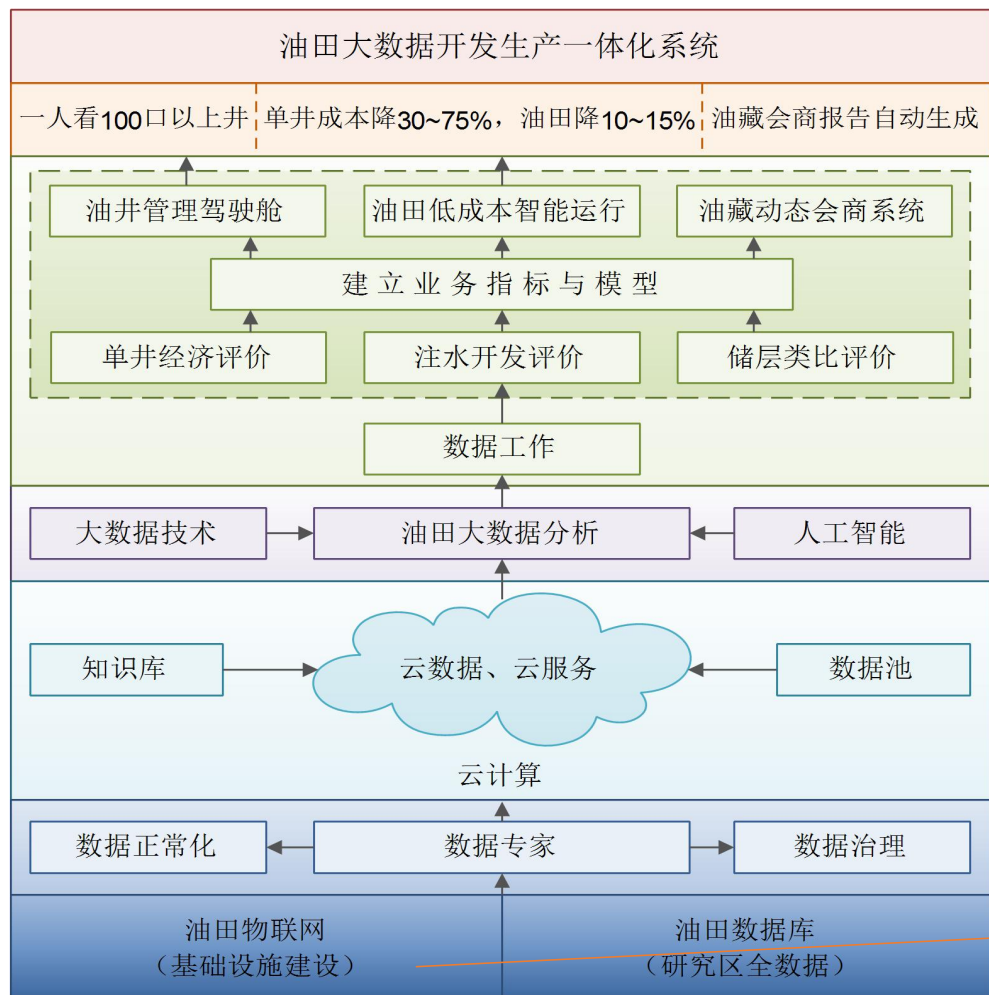 油田大数据开发生产一体化系统
一人看100口以上井
单井成本降30~75%，油田降10~15%
油藏会商报告自动生成
油井管理驾驶舱
油田低成本智能运行
油藏动态会商系统
建立业务指标与模型
单井经济评价
注水开发评价
储层类比评价
数据工作
大数据技术
油田大数据分析
人工智能
知识库
云数据、云服务
数据池
云计算
数据正常化
数据专家
数据治理
油田物联网
（基础设施建设）
油田数据库
（研究区全数据）